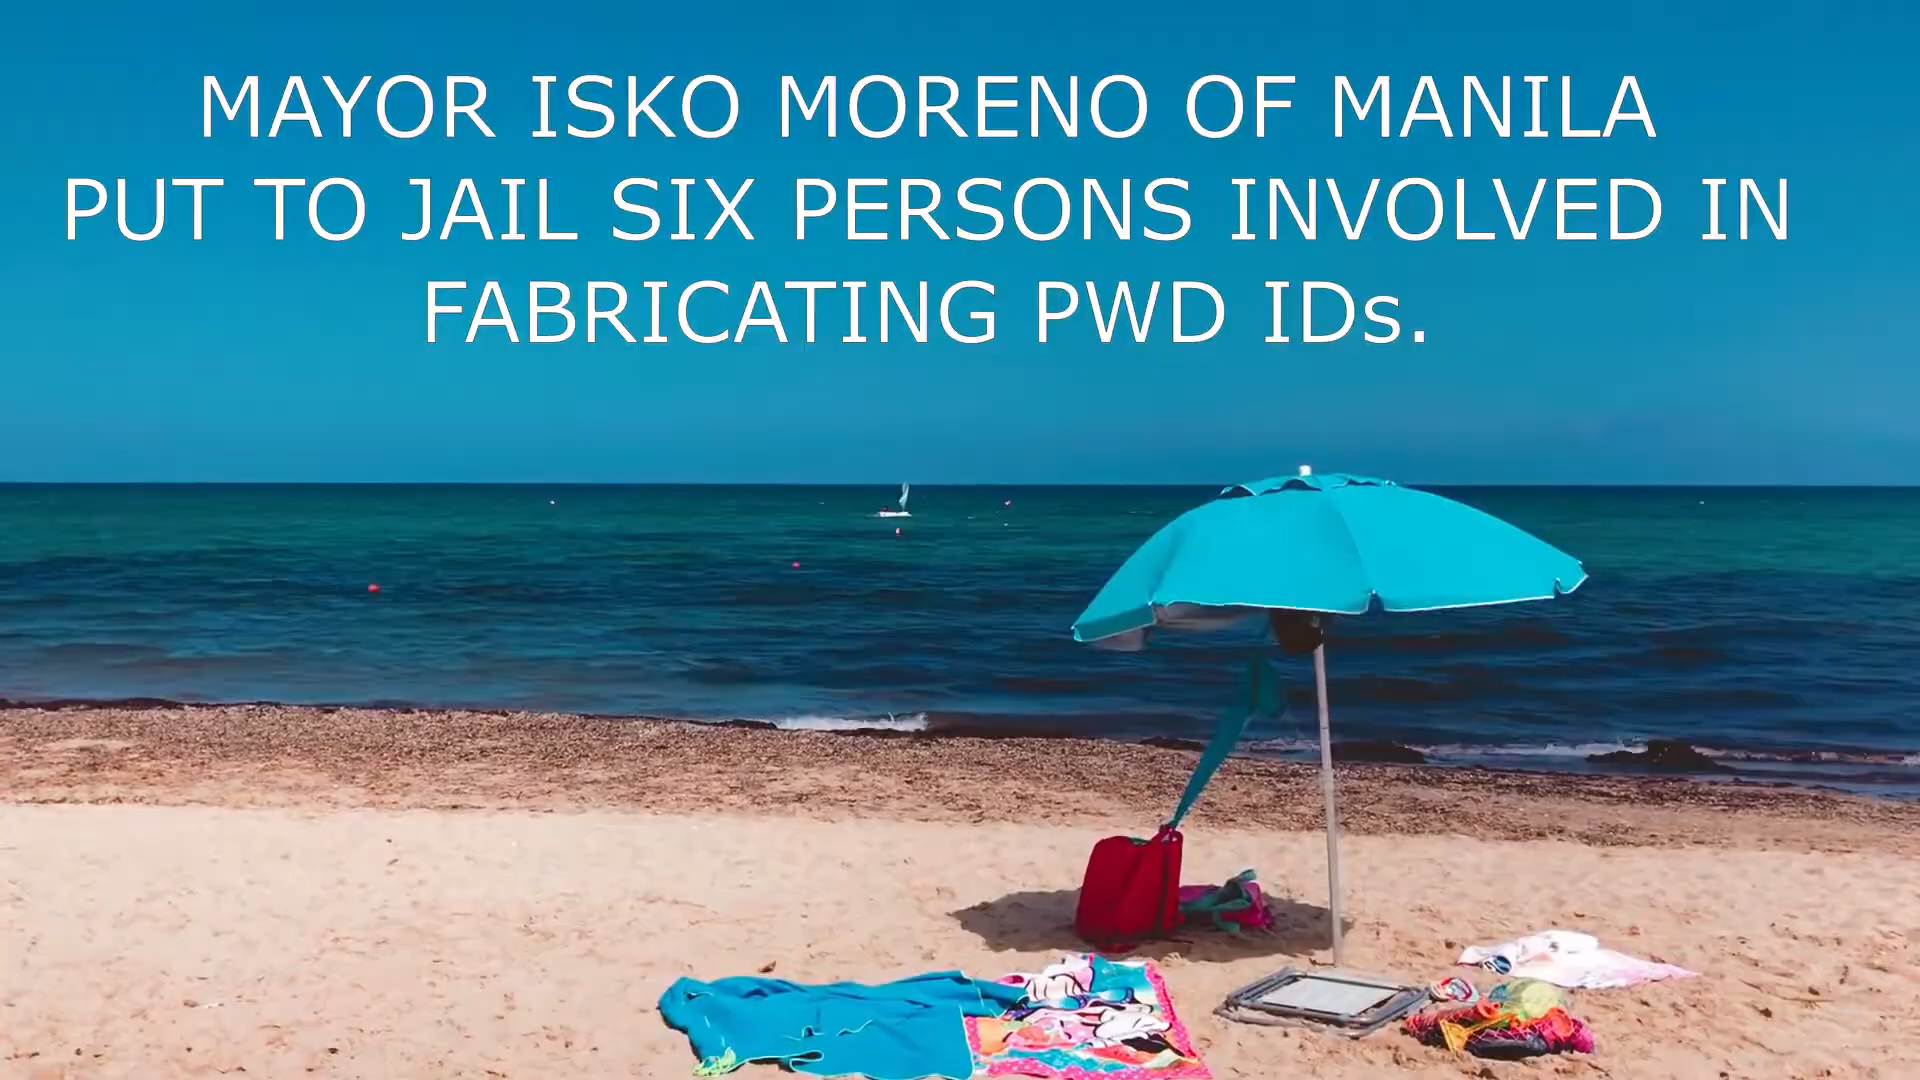 MAYOR ISKO MORENO OF MANILA
PUT TO JAIL SIX PERSONS INVOLVED IN
FABRICATING PWD IDs.